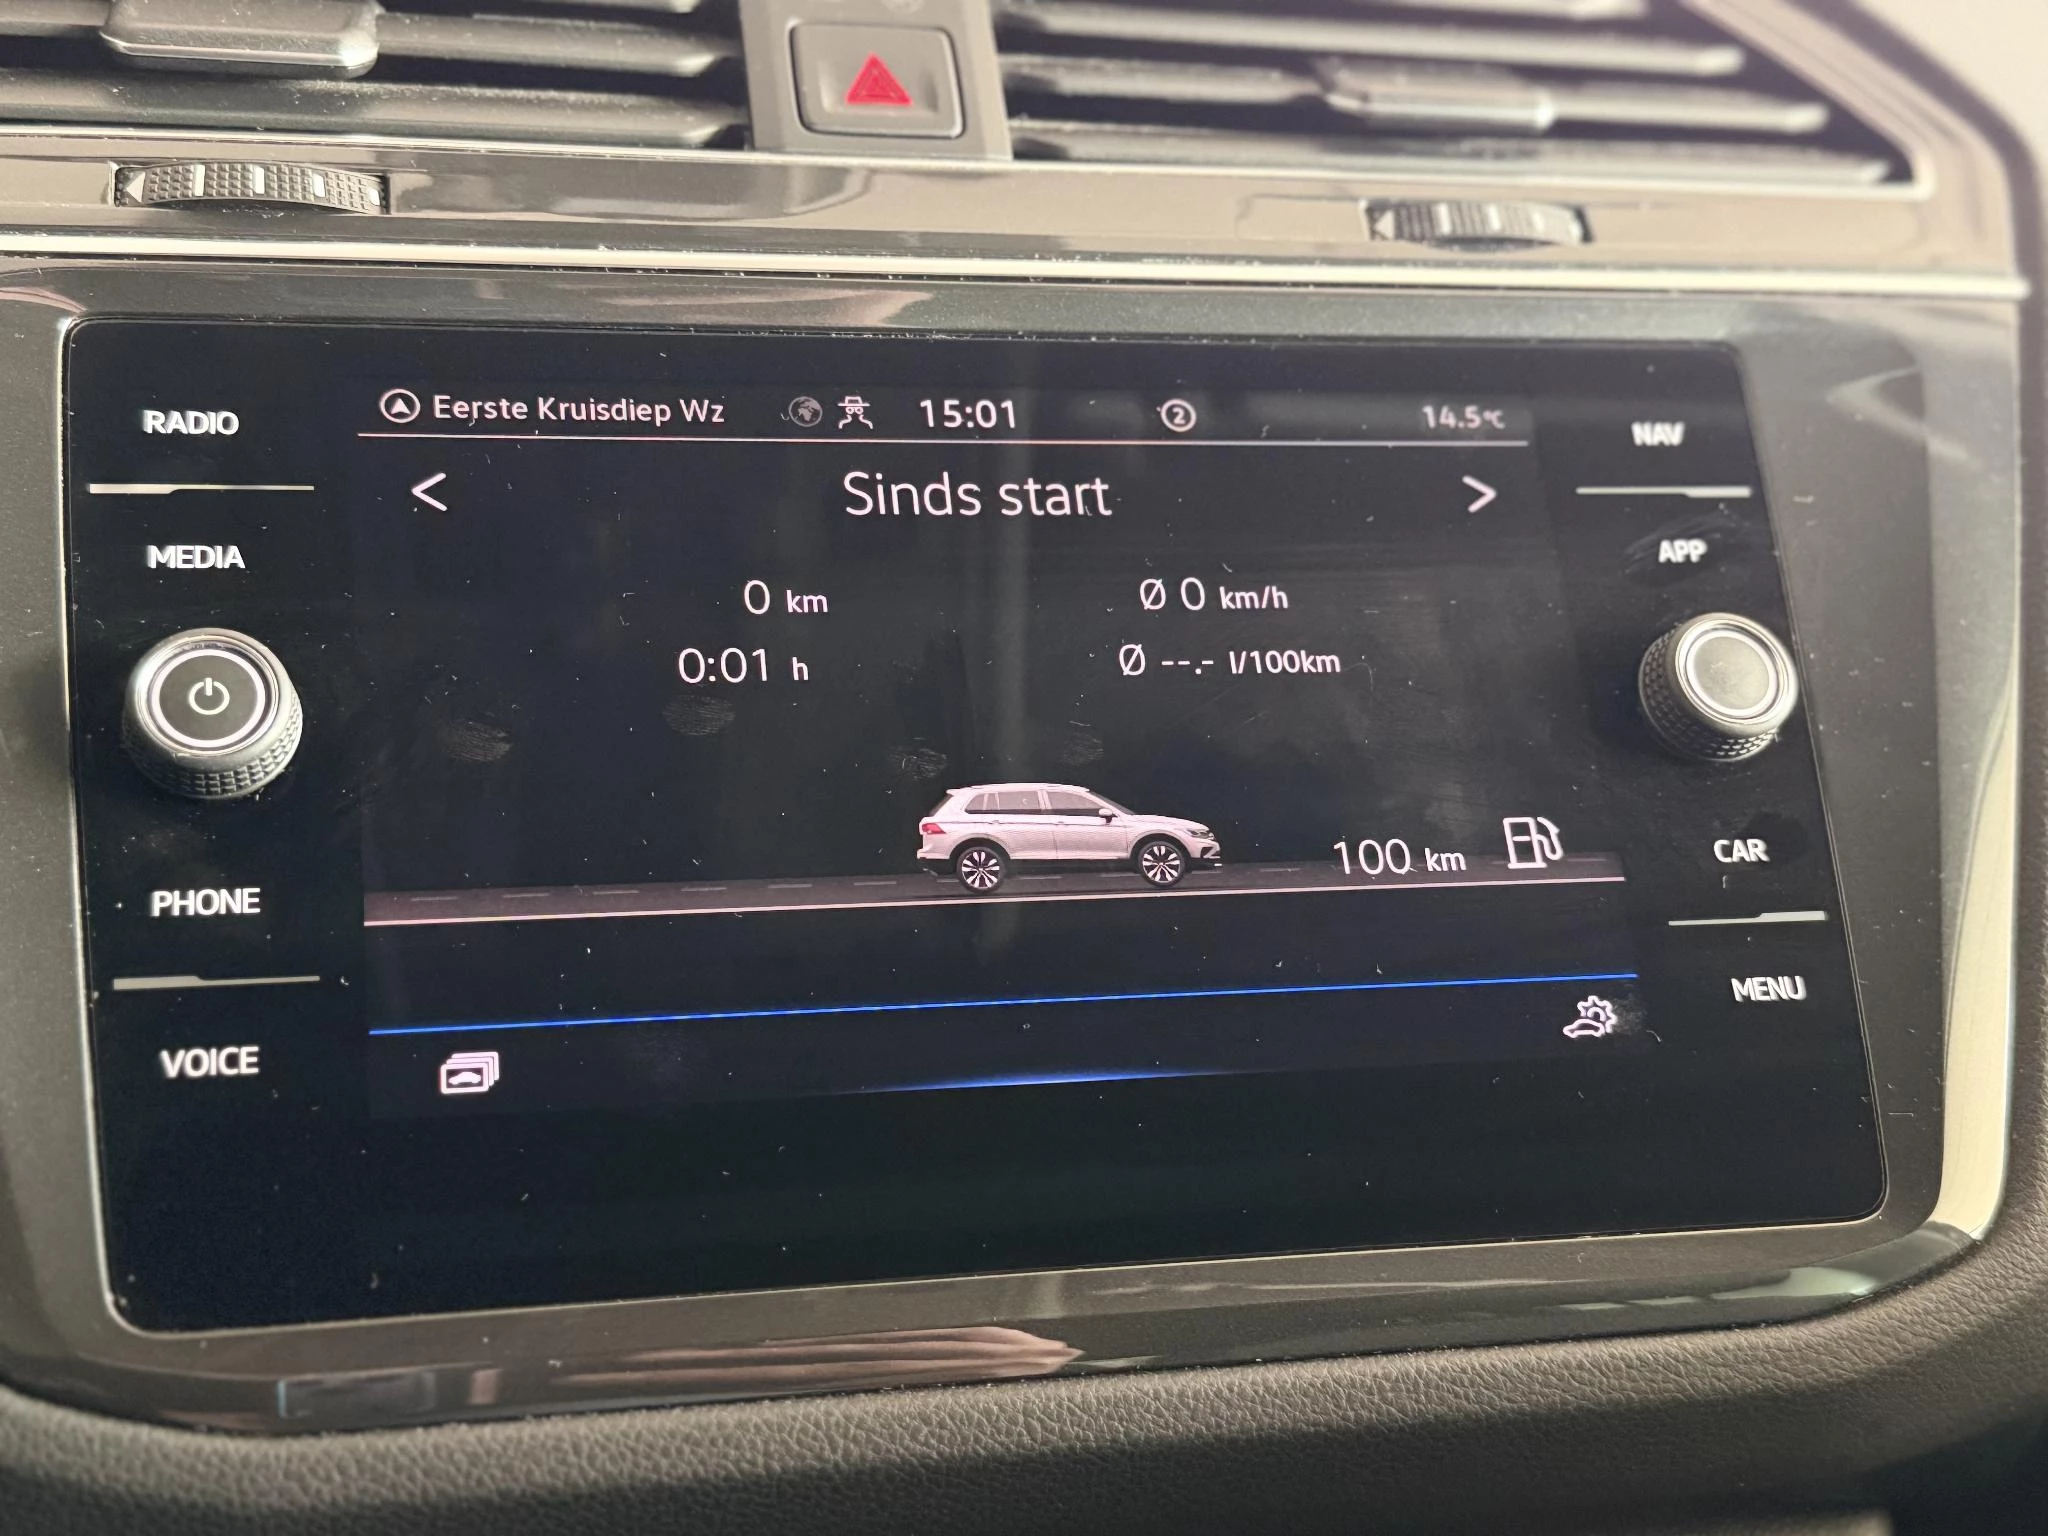 RADIO
MEDIA
PHONE
VOICE
Eerste Kruisdiep Wz 15:01 2 14.5°C
< Sinds start >
0 km Ø 0 km/h
0:01 h Ø --.- l/100km
100 km
NAV
APP
CAR
MENU